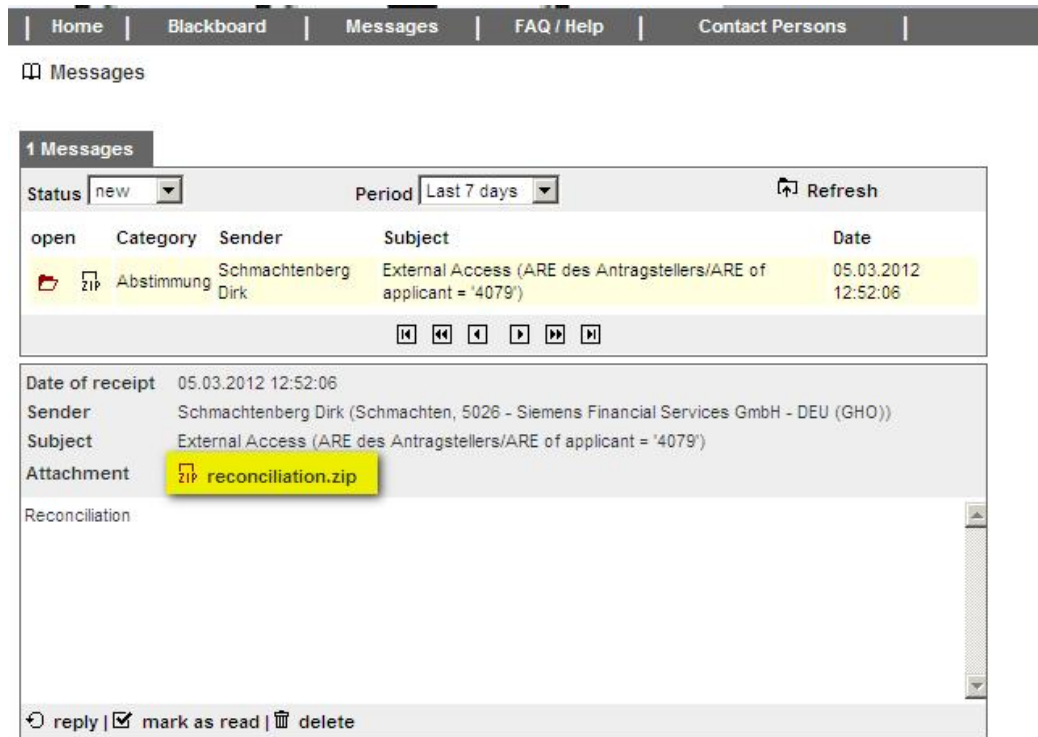 | Home | Blackboard | Messages | FAQ / Help | Contact Persons |
Messages
1 Messages
Status new Period Last 7 days Refresh
open Category Sender Subject Date
ZIP Abstimmung Schmachtenberg Dirk External Access (ARE des Antragstellers/ARE of applicant = '4079') 05.03.2012 12:52:06
Date of receipt 05.03.2012 12:52:06
Sender Schmachtenberg Dirk (Schmachten, 5026 - Siemens Financial Services GmbH - DEU (GHO))
Subject External Access (ARE des Antragstellers/ARE of applicant = '4079')
Attachment ZIP reconciliation.zip
Reconciliation
reply | mark as read | delete